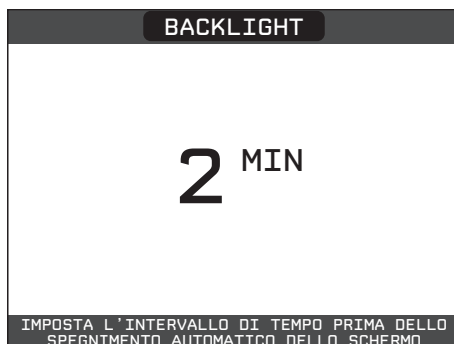 BACKLIGHT
2 MIN
IMPOSTA L'INTERVALLO DI TEMPO PRIMA DELLO
SPEGNIMENTO AUTOMATICO DELLO SCHERMO